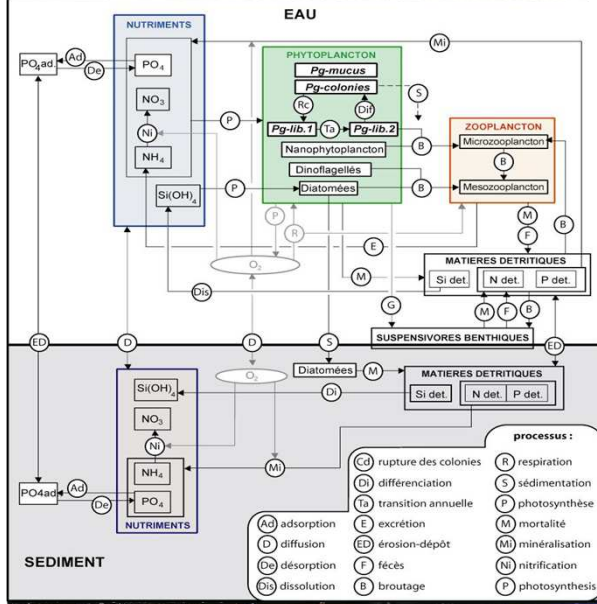 EAU
NUTRIMENTS
PO4 ad.
Ad
De
PO4
NO3
Ni
NH4
Si(OH)4
P
P
PHYTOPLANCTON
Pg-mucus
Pg-colonies
Rc
Dif
Pg-lib.1
Ta
Pg-lib.2
Nanophytoplancton
Dinoflagellés
Diatomées
S
B
B
Mi
ZOOPLANCTON
Microzooplancton
B
Mesozooplancton
P
R
E
M
F
B
O2
M
Dis
G
MATIERES DETRITIQUES
Si det.
N det.
P det.
M
F
B
SUSPENSIVORES BENTHIQUES
ED
D
D
S
ED
Si(OH)4
NO3
Ni
NH4
PO4
NUTRIMENTS
PO4ad
Ad
De
O2
Diatomées
M
Di
Mi
MATIERES DETRITIQUES
Si det.
N det.
P det.
SEDIMENT
processus :
Ad adsorption
D diffusion
De désorption
Dis dissolution
Cd rupture des colonies
Di différenciation
Ta transition annuelle
E excrétion
ED érosion-dépôt
F fécès
B broutage
R respiration
S sédimentation
P photosynthèse
M mortalité
Mi minéralisation
Ni nitrification
P photosynthesis